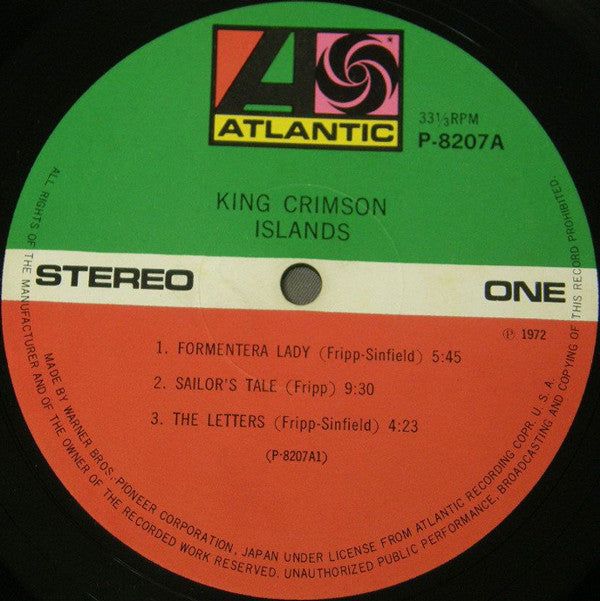 ATLANTIC
33⅓RPM
P-8207A
KING CRIMSON
ISLANDS
STEREO
ONE
℗ 1972
1. FORMENTERA LADY (Fripp-Sinfield) 5:45
2. SAILOR'S TALE (Fripp) 9:30
3. THE LETTERS (Fripp-Sinfield) 4:23
(P-8207A1)
ALL RIGHTS OF THE MANUFACTURER AND OF THE OWNER OF THE RECORDED WORK RESERVED. UNAUTHORIZED PUBLIC PERFORMANCE, BROADCASTING AND COPYING OF THIS RECORD PROHIBITED.
MADE BY WARNER BROS. PIONEER CORPORATION, JAPAN UNDER LICENSE FROM ATLANTIC RECORDING COPR. U.S.A.